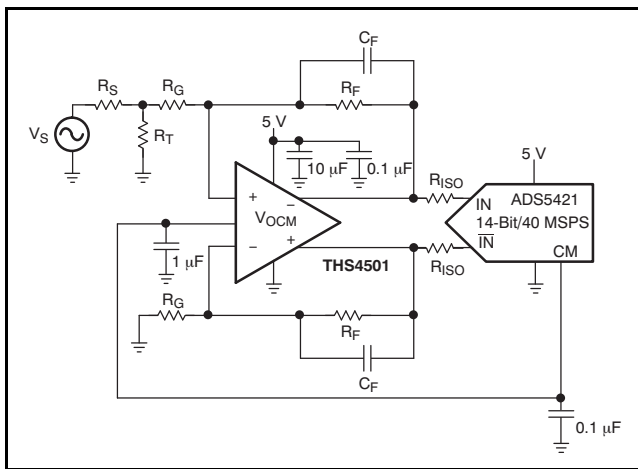 C_F
R_S
R_G
R_F
V_S
R_T
5 V
10 µF
0.1 µF
5 V
+
−
V_OCM
−
+
R_ISO
IN
ADS5421
14-Bit/40 MSPS
IN̅
CM
1 µF
THS4501
R_ISO
R_G
R_F
C_F
0.1 µF